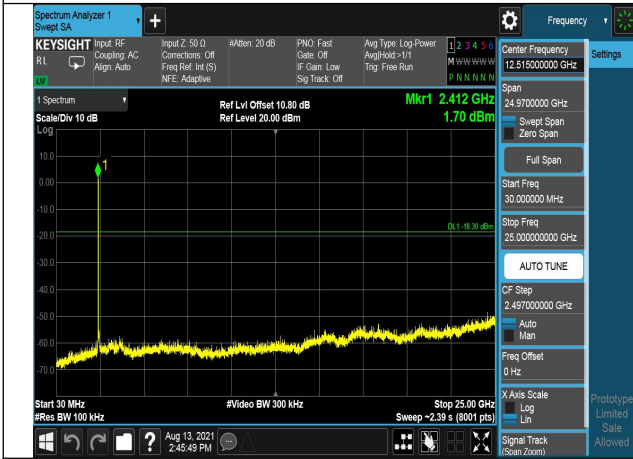 Spectrum Analyzer 1
Swept SA
+
Frequency
KEYSIGHT
RL
Input: RF
Coupling: AC
Align: Auto
Input Z: 50 Ω
Corrections: Off
Freq Ref: Int (S)
NFE: Adaptive
#Atten: 20 dB
PNO: Fast
Gate: Off
IF Gain: Low
Sig Track: Off
Avg Type: Log-Power
Avg|Hold:>1/1
Trig: Free Run
1 2 3 4 5 6
M W W W W W
P N N N N N
1 Spectrum
Scale/Div 10 dB
Ref Lvl Offset 10.80 dB
Ref Level 20.00 dBm
Mkr1 2.412 GHz
1.70 dBm
Log
10.0
0.00
-10.0
-20.0
-30.0
-40.0
-50.0
-60.0
-70.0
1
DL1 -18.30 dBm
Start 30 MHz
#Res BW 100 kHz
#Video BW 300 kHz
Stop 25.00 GHz
Sweep ~2.39 s (8001 pts)
Center Frequency
12.515000000 GHz
Settings
Span
24.9700000 GHz
Swept Span
Zero Span
Full Span
Start Freq
30.000000 MHz
Stop Freq
25.000000000 GHz
AUTO TUNE
CF Step
2.497000000 GHz
Auto
Man
Freq Offset
0 Hz
X Axis Scale
Log
Lin
Signal Track
(Span Zoom)
Prototype
Limited
Sale
Allowed
?
Aug 13, 2021
2:45:49 PM